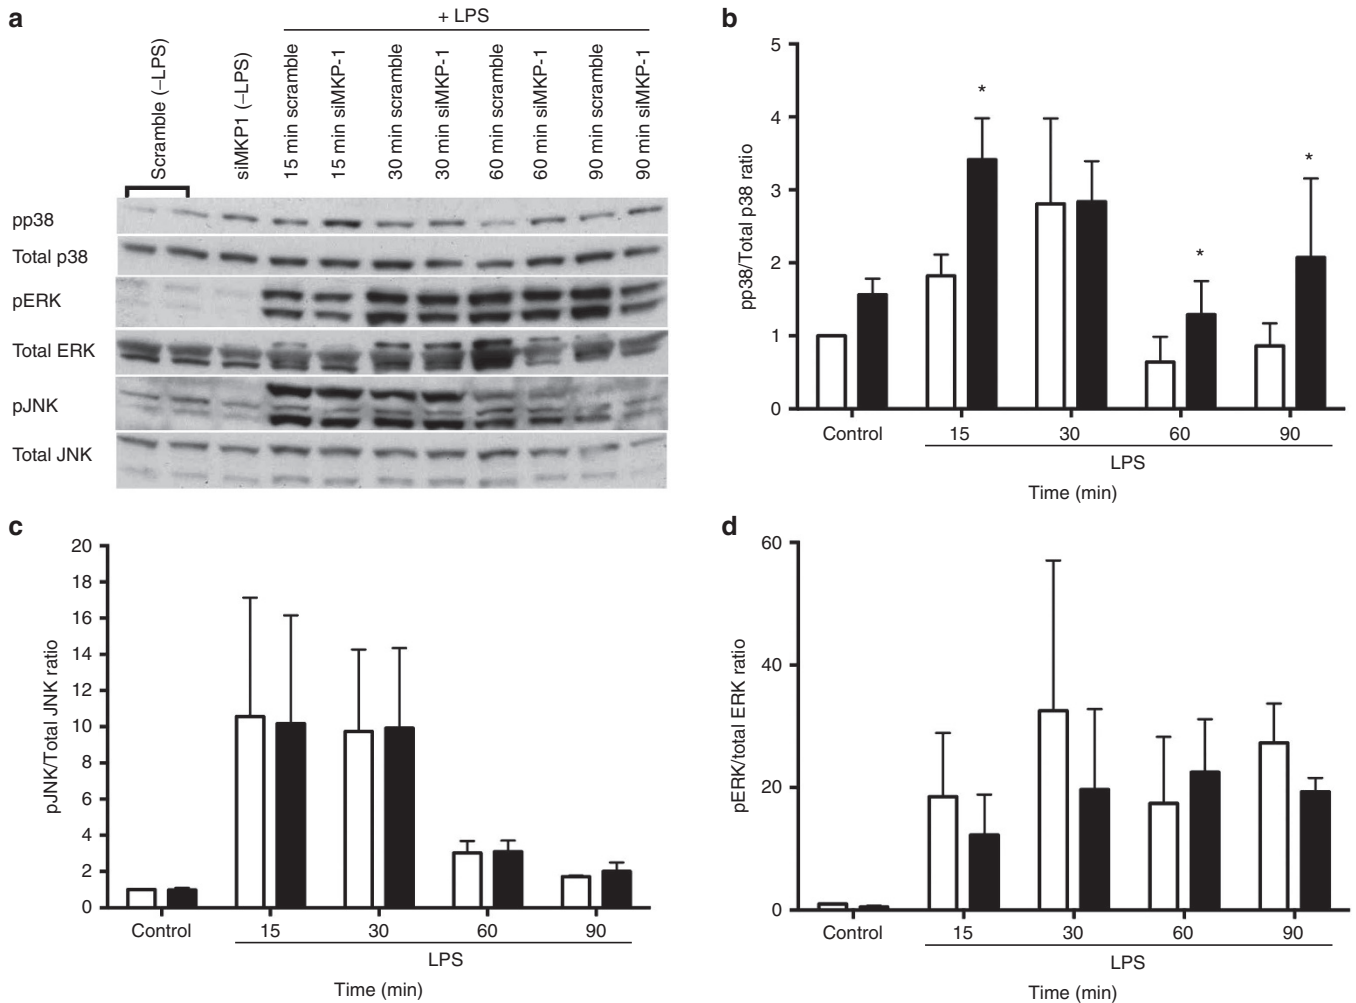 a
+ LPS
Scramble (–LPS)
siMKP1 (–LPS)
15 min scramble
15 min siMKP-1
30 min scramble
30 min siMKP-1
60 min scramble
60 min siMKP-1
90 min scramble
90 min siMKP-1
pp38
Total p38
pERK
Total ERK
pJNK
Total JNK
b
pp38/Total p38 ratio
5
4
3
2
1
0
*
*
*
Control
15
30
60
90
LPS
Time (min)
c
pJNK/Total JNK ratio
20
18
16
14
12
10
8
6
4
2
0
Control
15
30
60
90
LPS
Time (min)
d
pERK/total ERK ratio
60
40
20
0
Control
15
30
60
90
LPS
Time (min)